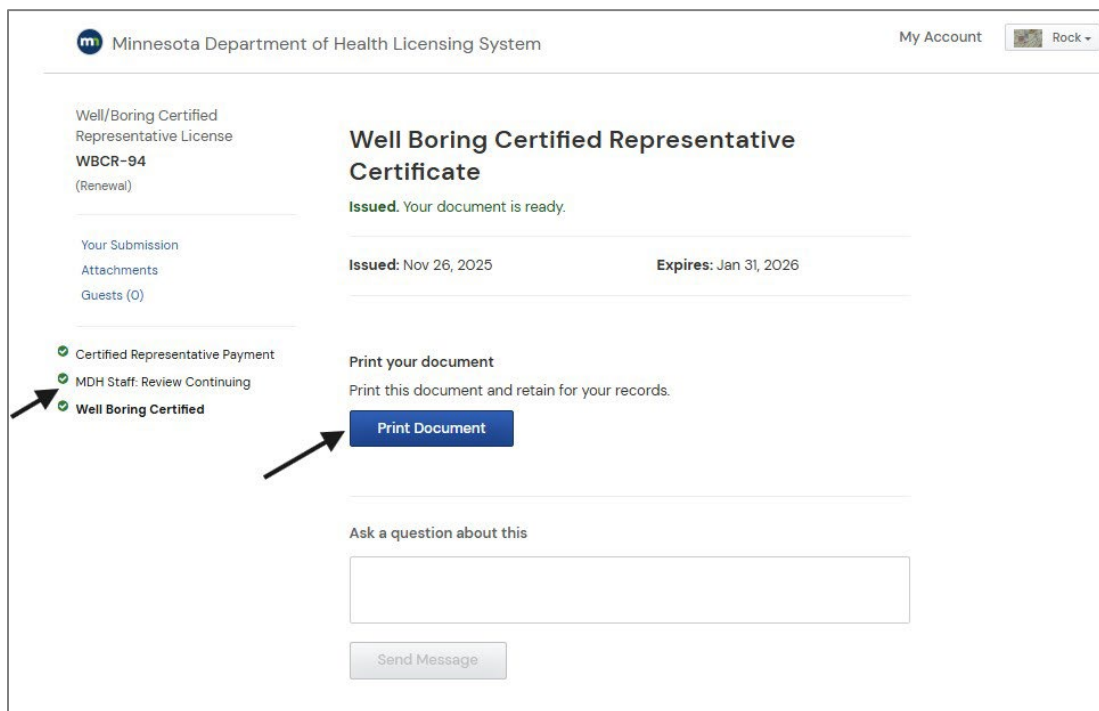 m Minnesota Department of Health Licensing System
My Account
Rock
Well/Boring Certified
Representative License
WBCR-94
(Renewal)
Your Submission
Attachments
Guests (0)
Certified Representative Payment
MDH Staff: Review Continuing
Well Boring Certified
Well Boring Certified Representative
Certificate
Issued. Your document is ready.
Issued: Nov 26, 2025
Expires: Jan 31, 2026
Print your document
Print this document and retain for your records.
Print Document
Ask a question about this
Send Message